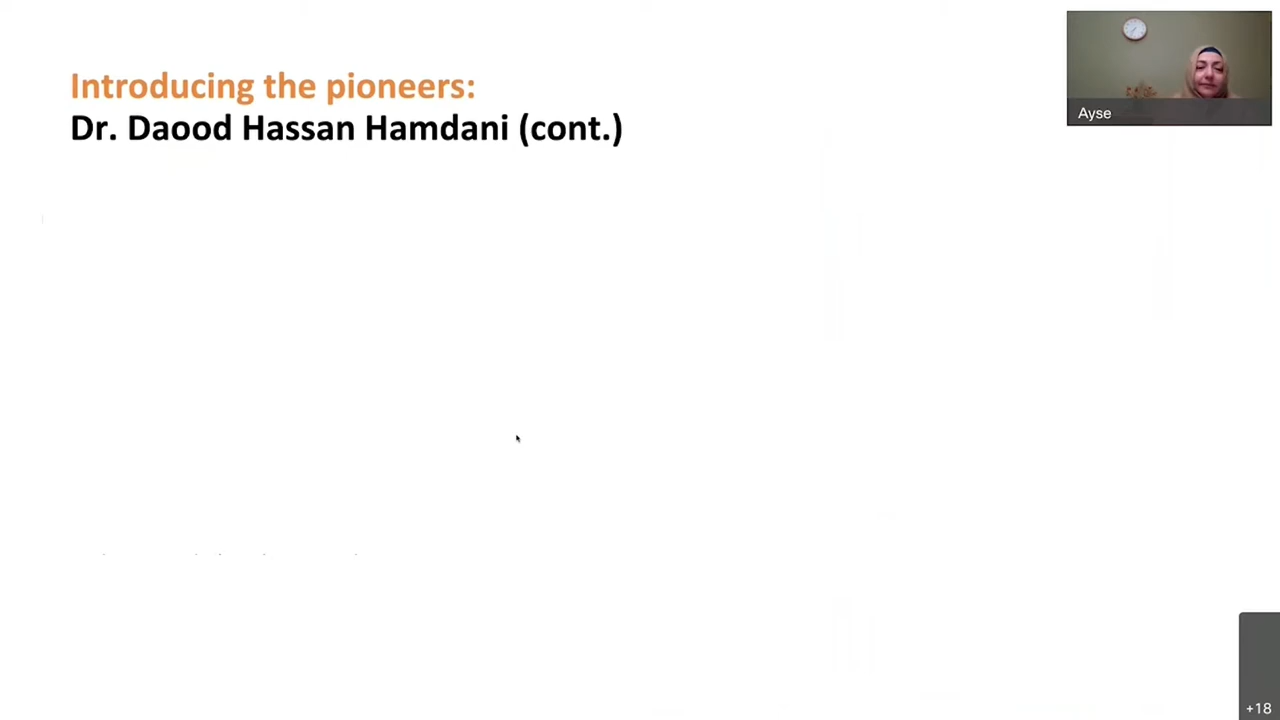 Introducing the pioneers:
Dr. Daood Hassan Hamdani (cont.)
Ayse
+18